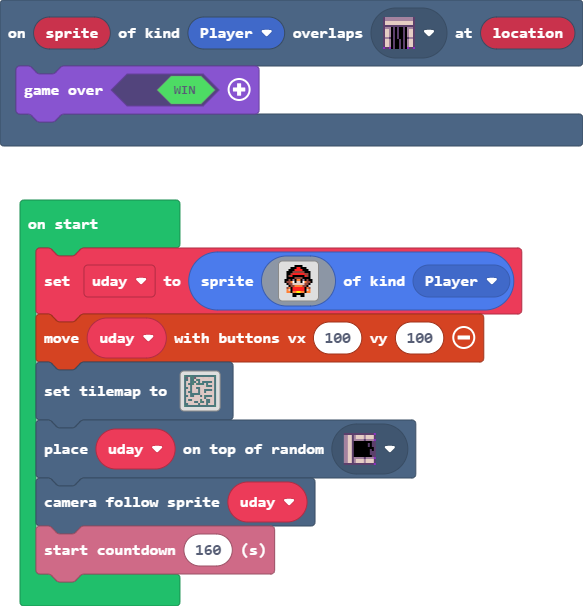 on sprite of kind Player overlaps at location
game over WIN
on start
set uday to sprite of kind Player
move uday with buttons vx 100 vy 100
set tilemap to
place uday on top of random
camera follow sprite uday
start countdown 160 (s)